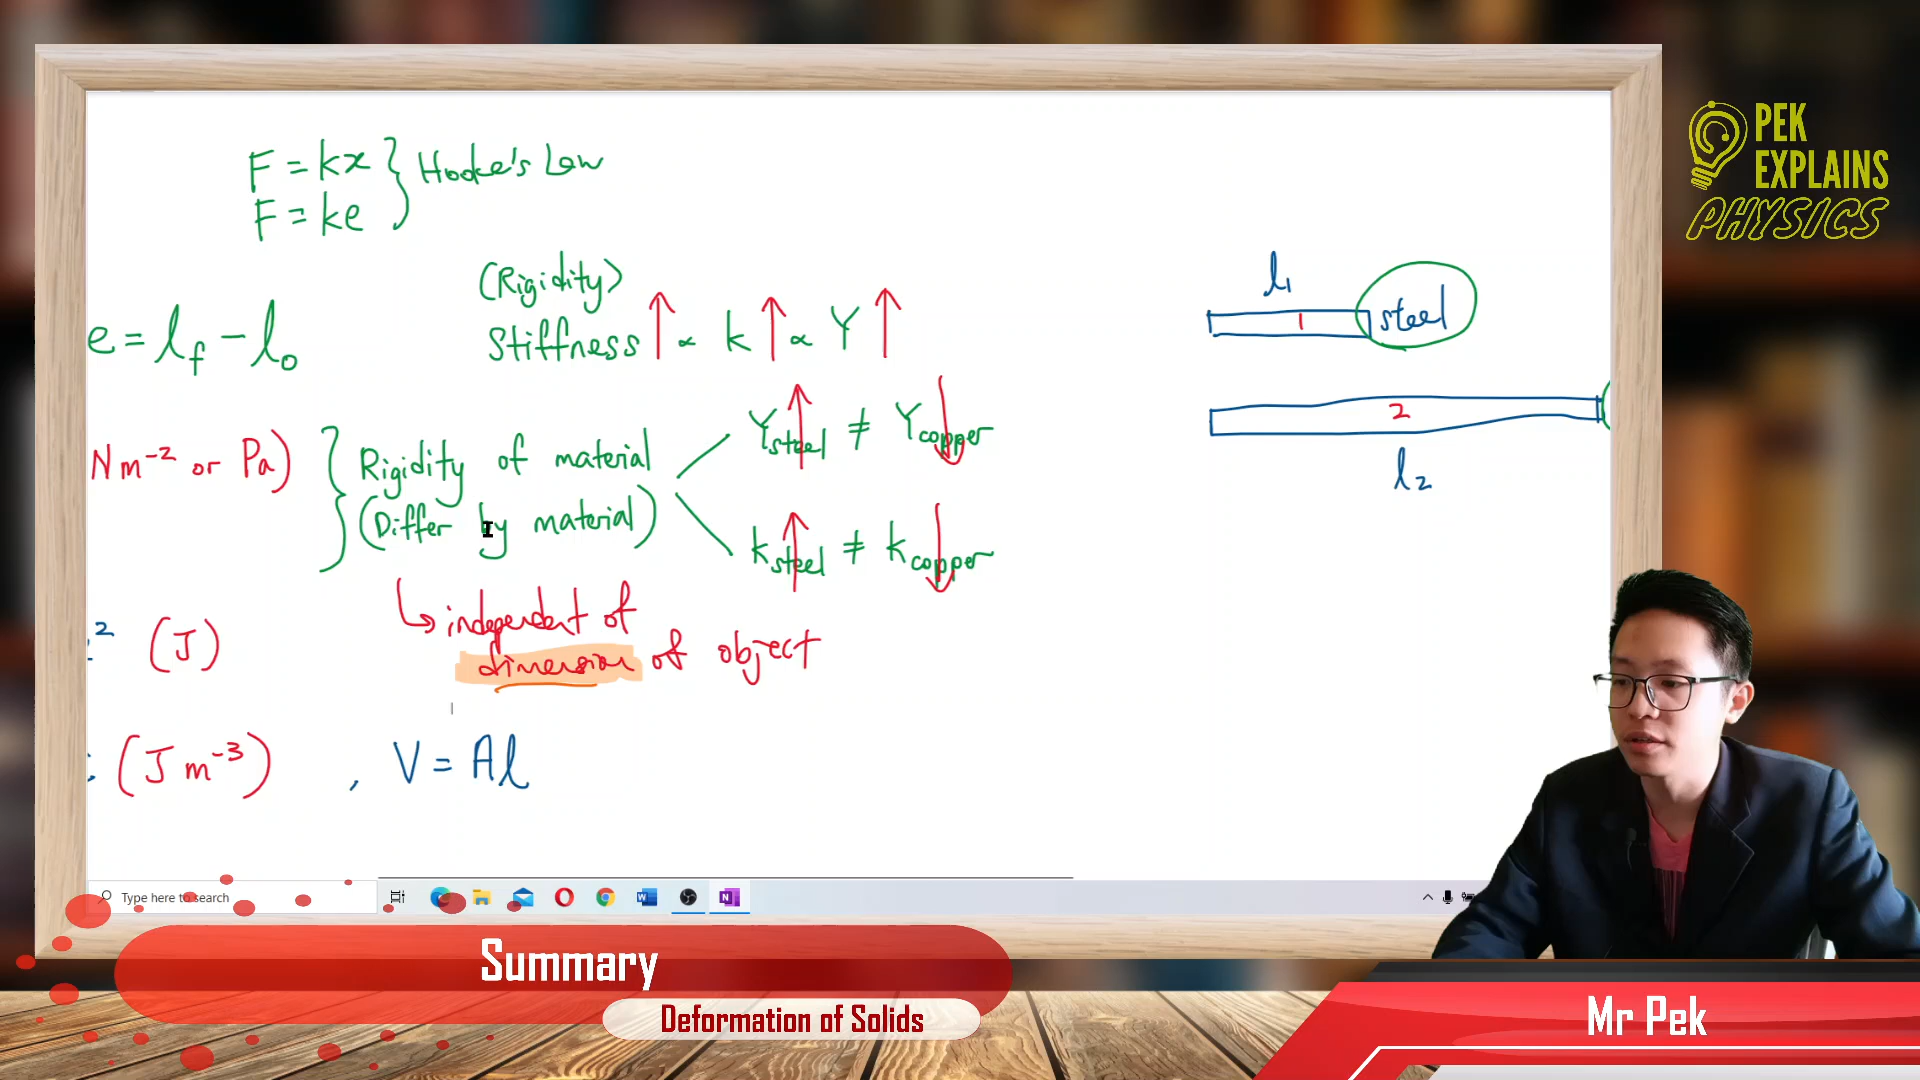 F = kx } Hooke's Law
F = ke
(Rigidity)
Stiffness ↑ ∝ k ↑ ∝ Y ↑
e = lf - l0
Nm⁻² or Pa)
Rigidity of material
(Differ by material)
Ysteel ↑ ≠ Ycopper ↓
ksteel ↑ ≠ kcopper ↓
↳ independent of
dimension of object
² (J)
(J m⁻³) , V = Al
l1
1 steel
2
l2
PEK
EXPLAINS
PHYSICS
Type here to search
Summary
Deformation of Solids
Mr Pek